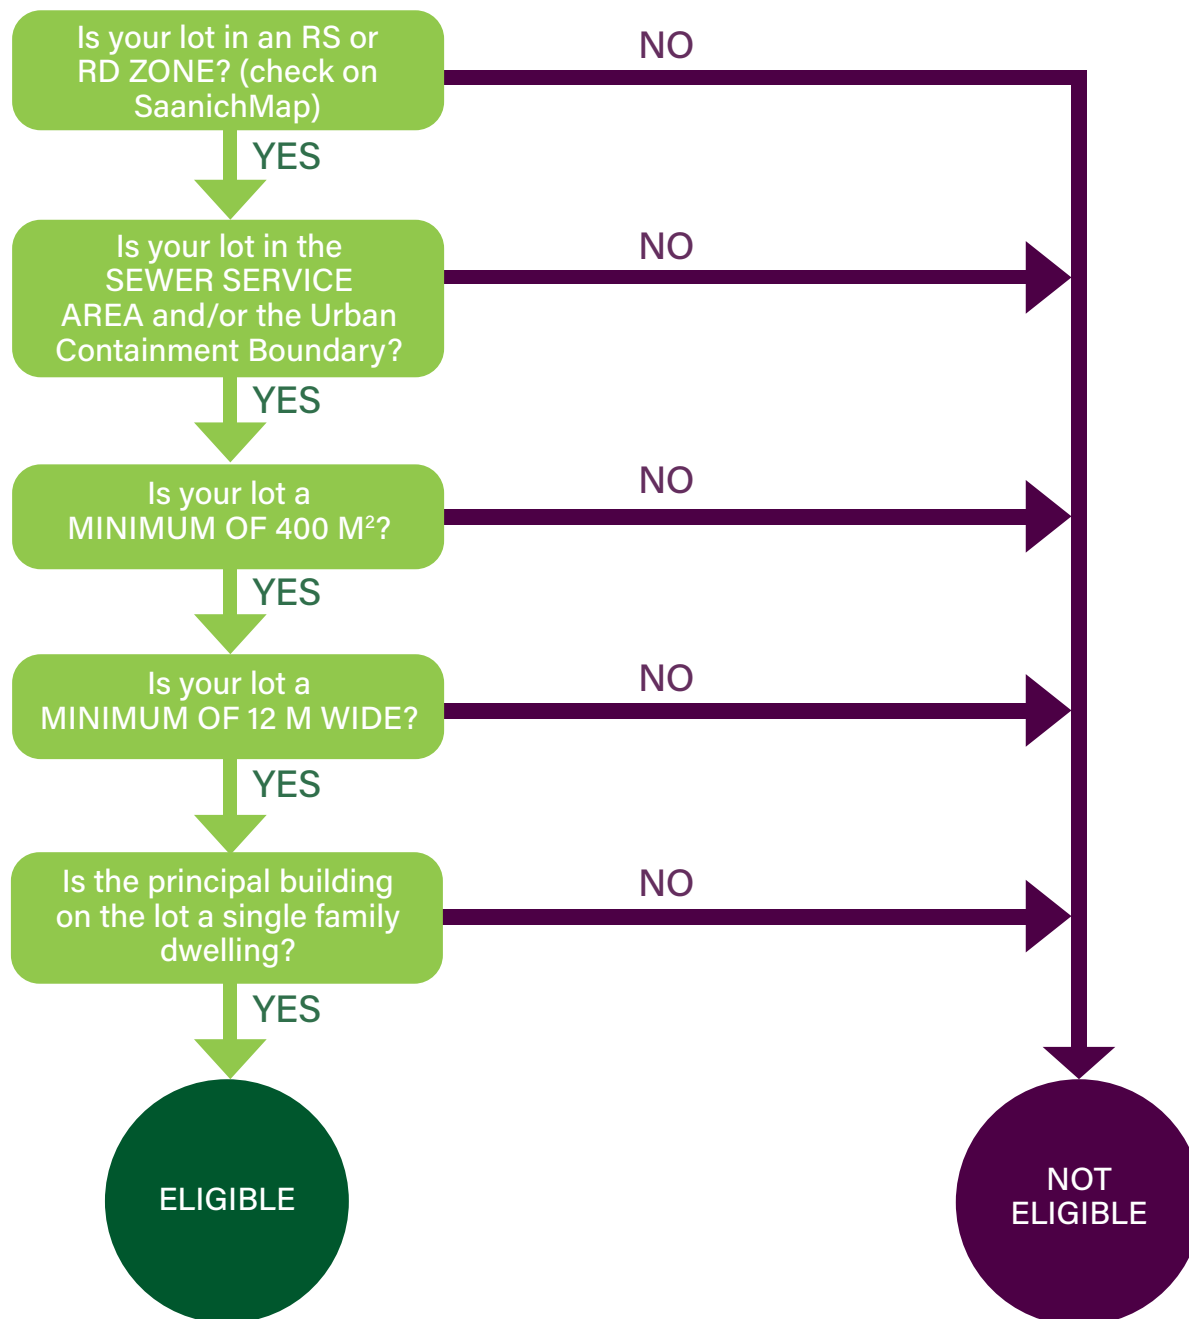 Is your lot in an RS or
RD ZONE? (check on
SaanichMap)
NO
YES
Is your lot in the
SEWER SERVICE
AREA and/or the Urban
Containment Boundary?
NO
YES
Is your lot a
MINIMUM OF 400 M²?
NO
YES
Is your lot a
MINIMUM OF 12 M WIDE?
NO
YES
Is the principal building
on the lot a single family
dwelling?
NO
YES
ELIGIBLE
NOT
ELIGIBLE